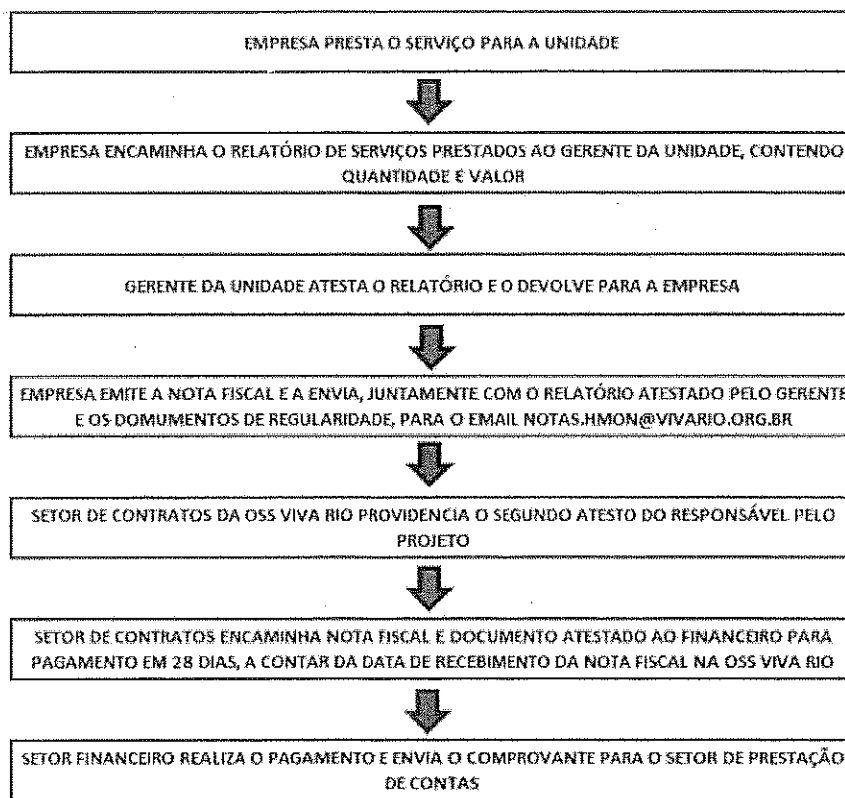 EMPRESA PRESTA O SERVIÇO PARA A UNIDADE
EMPRESA ENCAMINHA O RELATÓRIO DE SERVIÇOS PRESTADOS AO GERENTE DA UNIDADE, CONTENDO
QUANTIDADE E VALOR
GERENTE DA UNIDADE ATESTA O RELATÓRIO E O DEVOLVE PARA A EMPRESA
EMPRESA EMITE A NOTA FISCAL E A ENVIA, JUNTAMENTE COM O RELATÓRIO ATESTADO PELO GERENTE
E OS DOMUMENTOS DE REGULARIDADE, PARA O EMAIL NOTAS.HMON@VIVARIO.ORG.BR
SETOR DE CONTRATOS DA OSS VIVA RIO PROVIDENCIA O SEGUNDO ATESTO DO RESPONSÁVEL PELO
PROJETO
SETOR DE CONTRATOS ENCAMINHA NOTA FISCAL E DOCUMENTO ATESTADO AO FINANCEIRO PARA
PAGAMENTO EM 28 DIAS, A CONTAR DA DATA DE RECEBIMENTO DA NOTA FISCAL NA OSS VIVA RIO
SETOR FINANCEIRO REALIZA O PAGAMENTO E ENVIA O COMPROVANTE PARA O SETOR DE PRESTAÇÃO
DE CONTAS